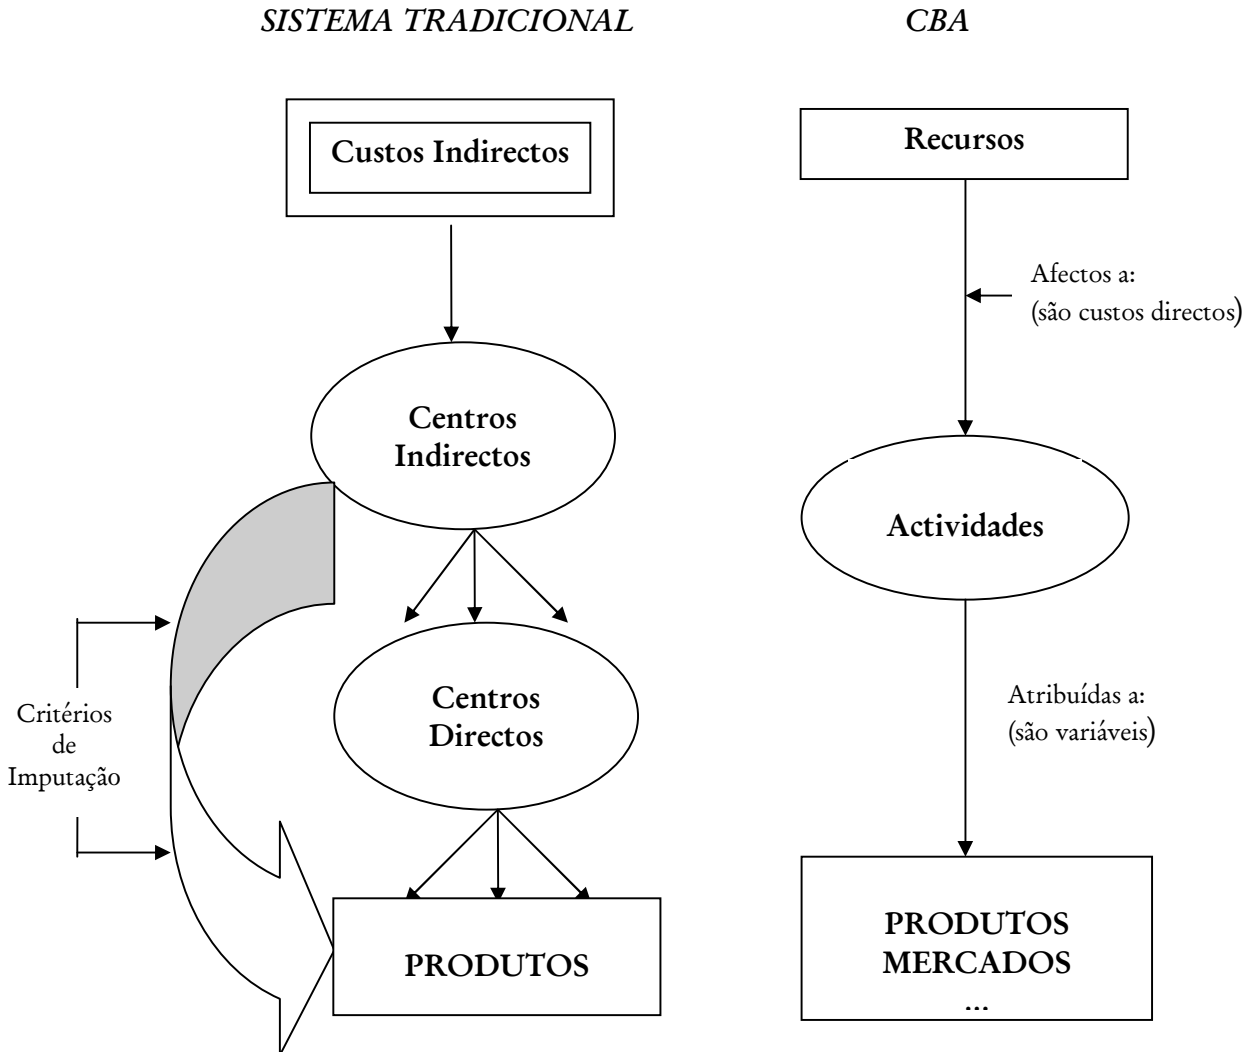 SISTEMA TRADICIONAL
CBA
Custos Indirectos
Recursos
Afectos a:
(são custos directos)
Centros
Indirectos
Actividades
Centros
Directos
Critérios
de
Imputação
Atribuídas a:
(são variáveis)
PRODUTOS
PRODUTOS
MERCADOS
...